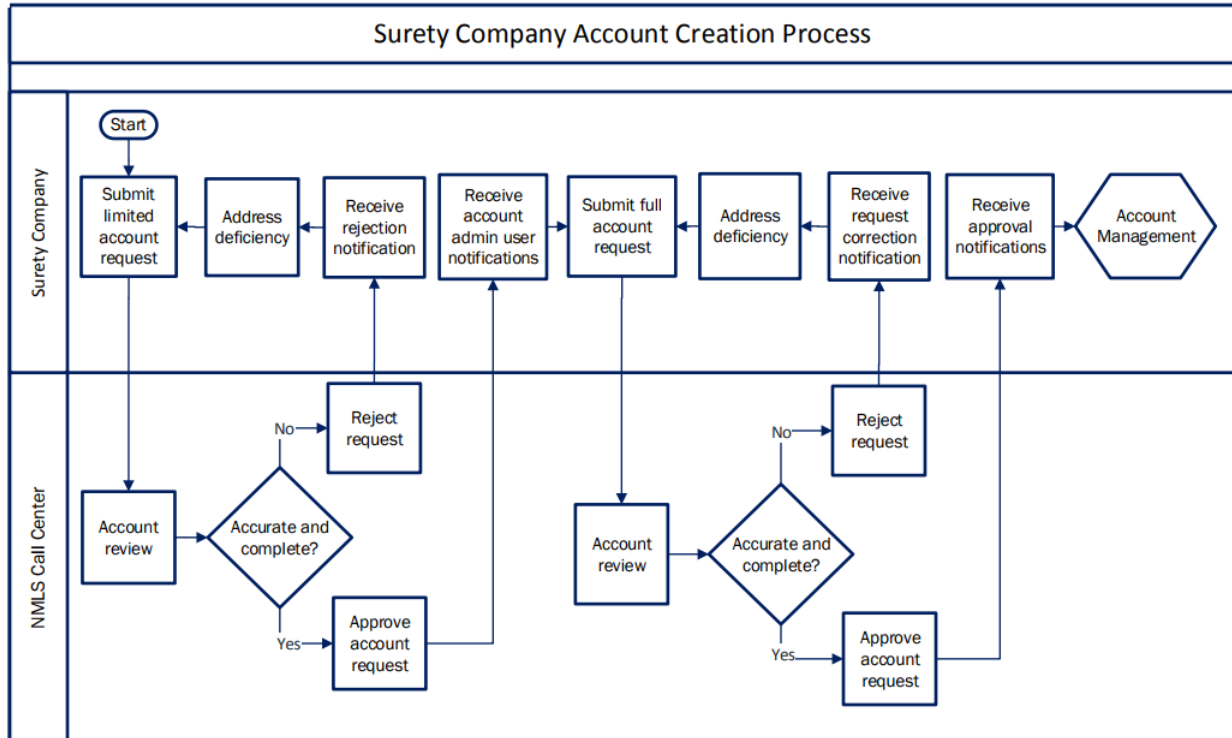 Surety Company Account Creation Process
Surety Company
Start
Submit
limited
account
request
Address
deficiency
Receive
rejection
notification
Receive
account
admin user
notifications
Submit full
account
request
Address
deficiency
Receive
request
correction
notification
Receive
approval
notifications
Account
Management
NMLS Call Center
Account
review
Accurate and
complete?
No
Reject
request
Yes
Approve
account
request
Account
review
Accurate and
complete?
No
Reject
request
Yes
Approve
account
request